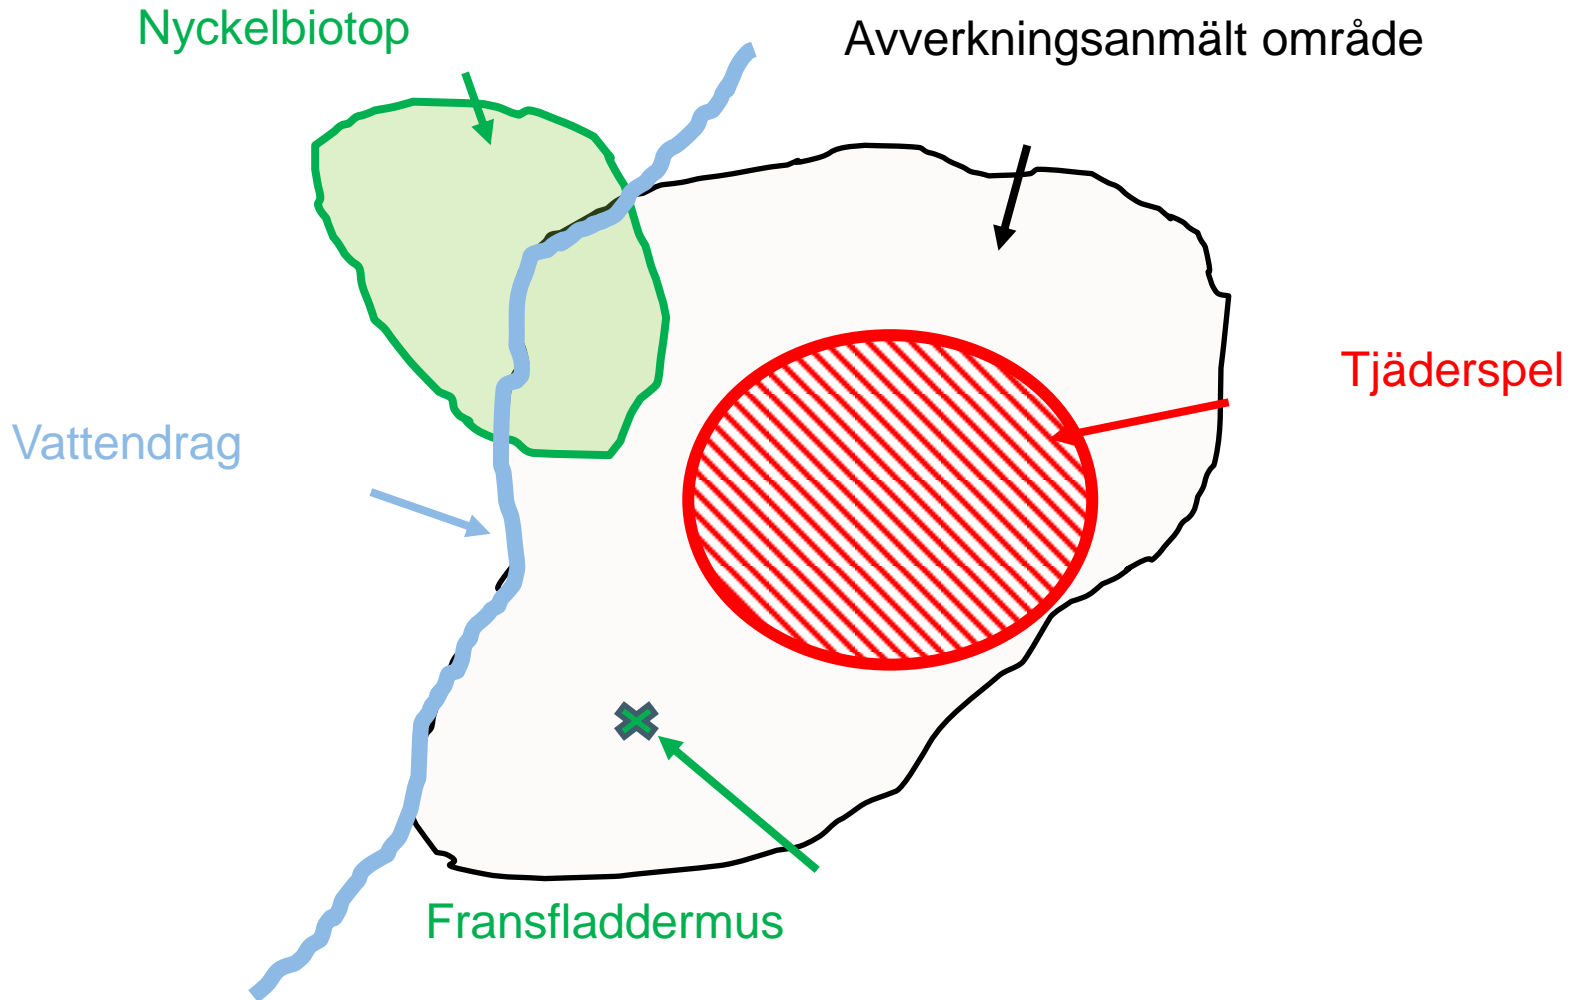 Nyckelbiotop
Avverkningsanmält område
Tjäderspel
Vattendrag
Fransfladdermus